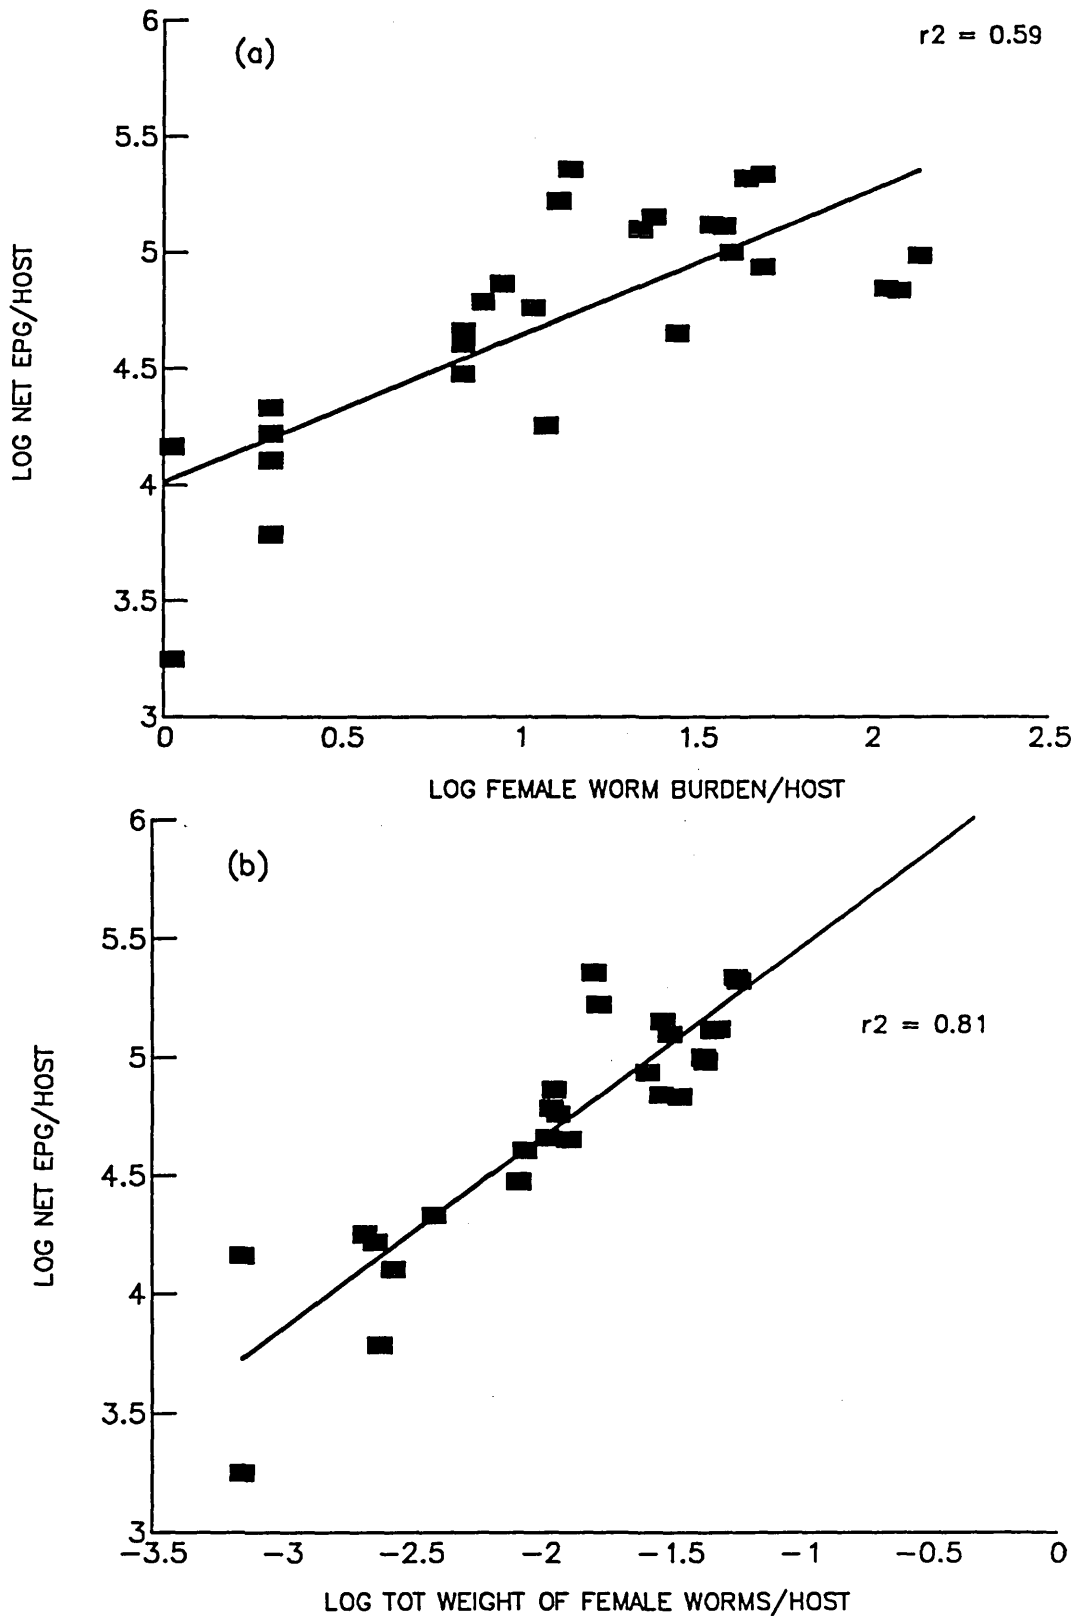 6
(a)
r2 = 0.59
5.5
5
4.5
4
3.5
3
LOG NET EPG/HOST
0 0.5 1 1.5 2 2.5
LOG FEMALE WORM BURDEN/HOST
6
(b)
5.5
r2 = 0.81
5
4.5
4
3.5
3
LOG NET EPG/HOST
-3.5 -3 -2.5 -2 -1.5 -1 -0.5 0
LOG TOT WEIGHT OF FEMALE WORMS/HOST